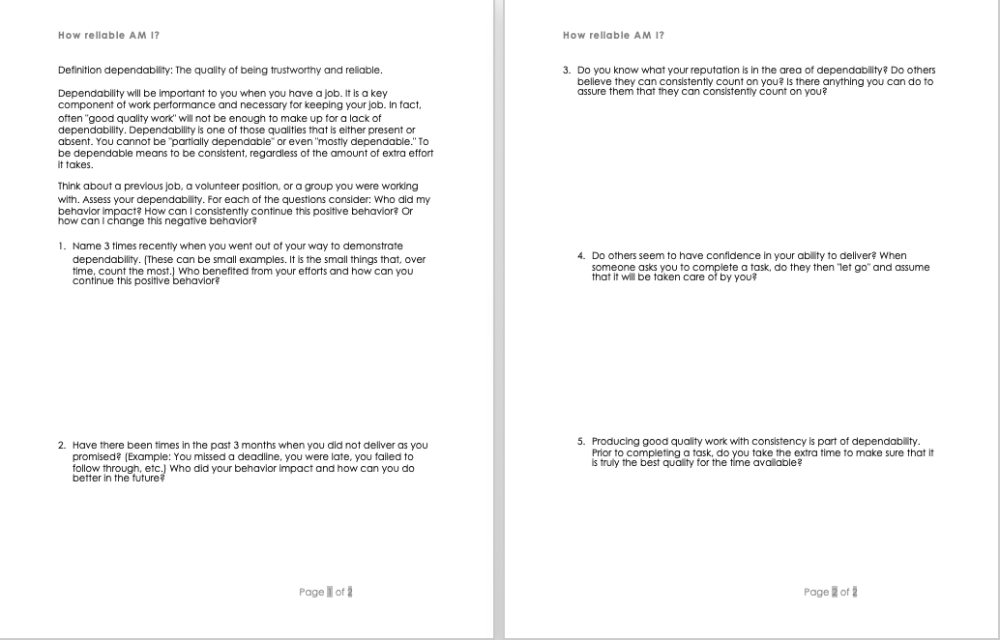 How reliable AM I?
Definition dependability: The quality of being trustworthy and reliable.
Dependability will be important to you when you have a job. It is a key
component of work performance and necessary for keeping your job. In fact,
often "good quality work" will not be enough to make up for a lack of
dependability. Dependability is one of those qualities that is either present or
absent. You cannot be "partially dependable" or even "mostly dependable." To
be dependable means to be consistent, regardless of the amount of extra effort
it takes.
Think about a previous job, a volunteer position, or a group you were working
with. Assess your dependability. For each of the questions consider: Who did my
behavior impact? How can I consistently continue this positive behavior? Or
how can I change this negative behavior?
1. Name 3 times recently when you went out of your way to demonstrate
dependability. (These can be small examples. It is the small things that, over
time, count the most.) Who benefited from your efforts and how can you
continue this positive behavior?
2. Have there been times in the past 3 months when you did not deliver as you
promised? (Example: You missed a deadline, you were late, you failed to
follow through, etc.) Who did your behavior impact and how can you do
better in the future?
Page 1 of 2
How reliable AM I?
3. Do you know what your reputation is in the area of dependability? Do others
believe they can consistently count on you? Is there anything you can do to
assure them that they can consistently count on you?
4. Do others seem to have confidence in your ability to deliver? When
someone asks you to complete a task, do they then "let go" and assume
that it will be taken care of by you?
5. Producing good quality work with consistency is part of dependability.
Prior to completing a task, do you take the extra time to make sure that it
is truly the best quality for the time available?
Page 2 of 2